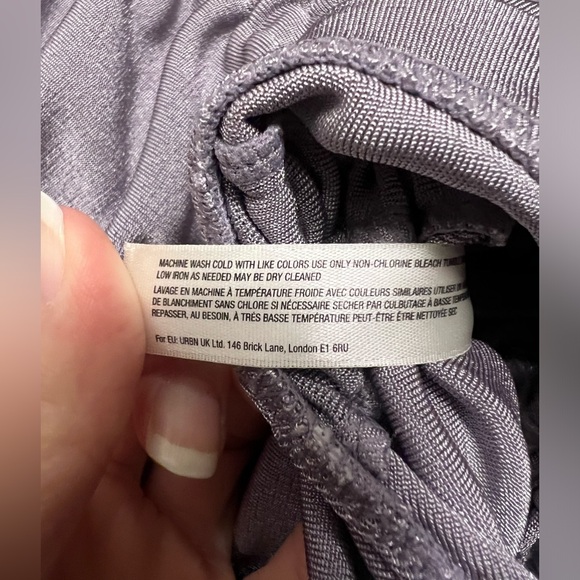 MACHINE WASH COLD WITH LIKE COLORS USE ONLY NON-CHLORINE BLEACH
LOW IRON AS NEEDED MAY BE DRY CLEANED
LAVAGE EN MACHINE À TEMPÉRATURE FROIDE AVEC COULEURS SIMILAIRES
DE BLANCHIMENT SANS CHLORE SI NÉCESSAIRE SECHER PAR CULBUTAGE À BASSE
REPASSER, AU BESOIN, À TRÉS BASSE TEMPÉRATURE PEUT-ÊTRE ÊTRE NETTOYÉE SEC
For EU: URBN UK Ltd. 146 Brick Lane, London E1 6RU